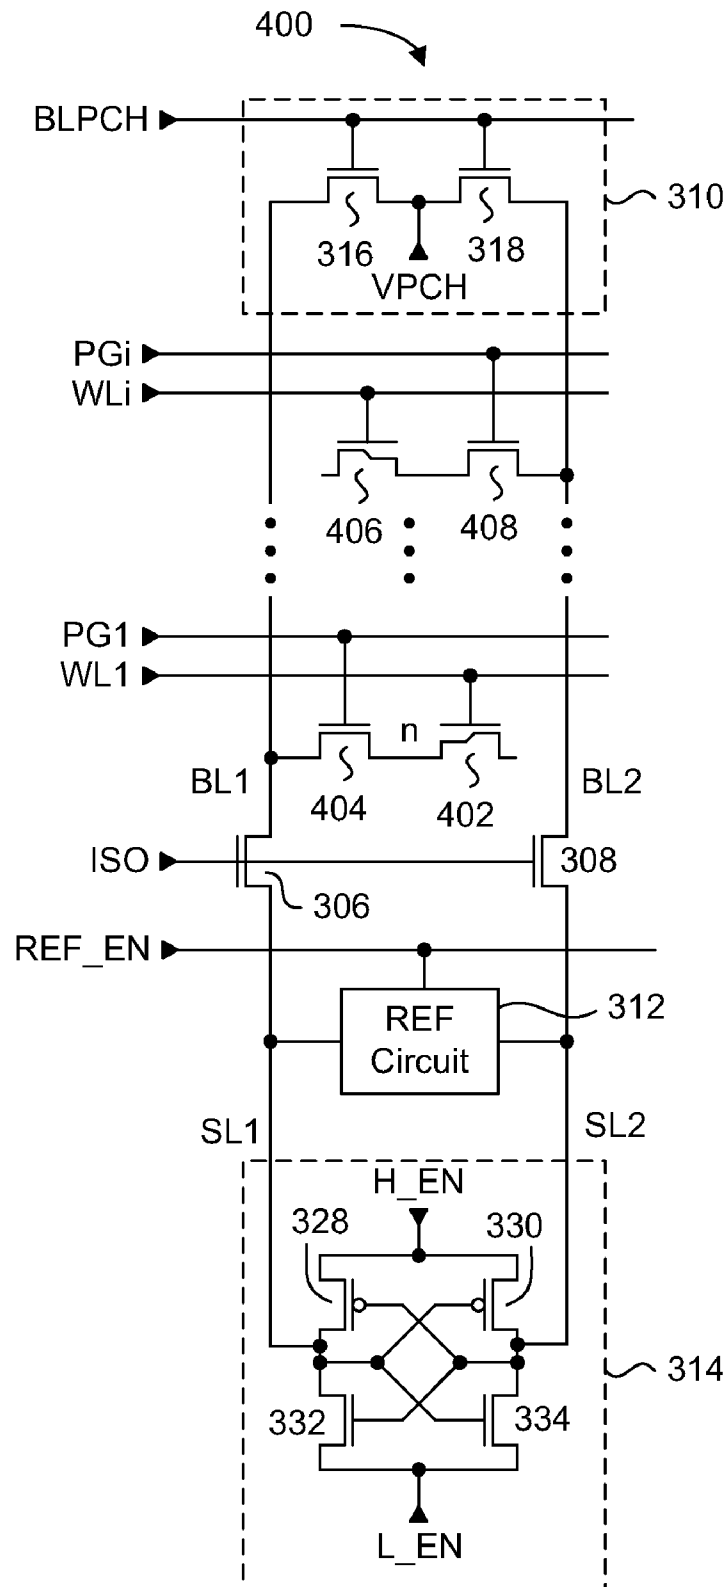 400
BLPCH
310
316
318
VPCH
PGi
WLi
406
408
PG1
WL1
n
BL1
404
402
BL2
ISO
308
306
REF_EN
REF
Circuit
312
SL1
SL2
H_EN
328
330
314
332
334
L_EN